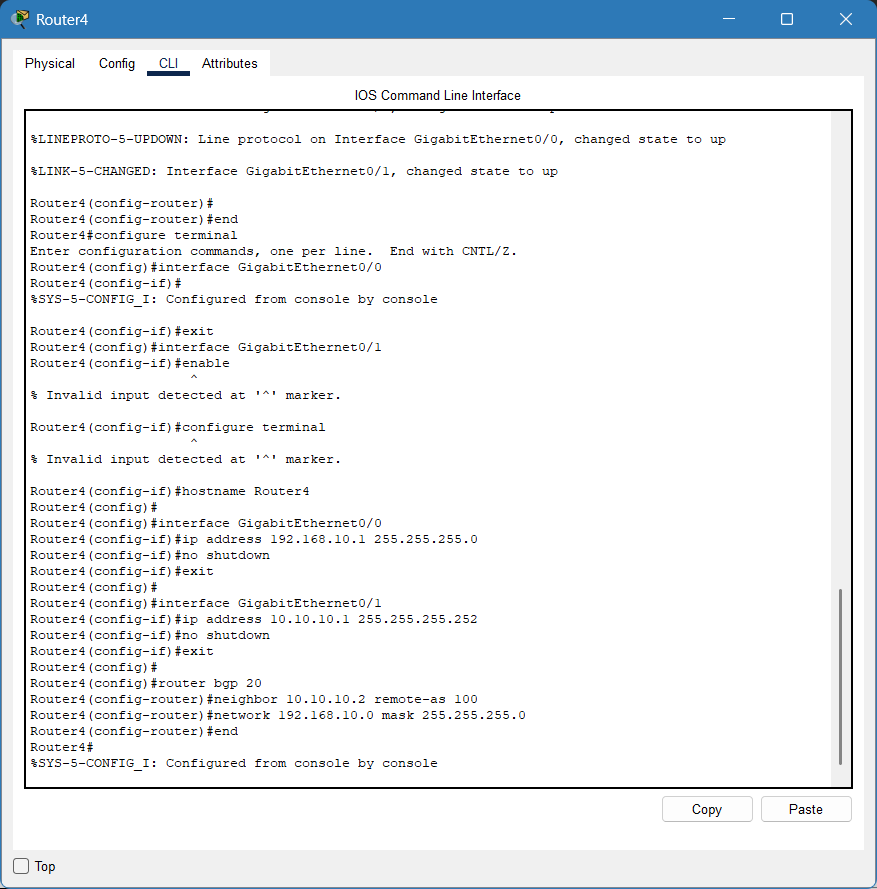 Router4
Physical Config CLI Attributes
IOS Command Line Interface
%LINEPROTO-5-UPDOWN: Line protocol on Interface GigabitEthernet0/0, changed state to up
%LINK-5-CHANGED: Interface GigabitEthernet0/1, changed state to up
Router4(config-router)#
Router4(config-router)#end
Router4#configure terminal
Enter configuration commands, one per line.  End with CNTL/Z.
Router4(config)#interface GigabitEthernet0/0
Router4(config-if)#
%SYS-5-CONFIG_I: Configured from console by console
Router4(config-if)#exit
Router4(config)#interface GigabitEthernet0/1
Router4(config-if)#enable
^
% Invalid input detected at '^' marker.
Router4(config-if)#configure terminal
^
% Invalid input detected at '^' marker.
Router4(config-if)#hostname Router4
Router4(config)#
Router4(config)#interface GigabitEthernet0/0
Router4(config-if)#ip address 192.168.10.1 255.255.255.0
Router4(config-if)#no shutdown
Router4(config-if)#exit
Router4(config)#
Router4(config)#interface GigabitEthernet0/1
Router4(config-if)#ip address 10.10.10.1 255.255.255.252
Router4(config-if)#no shutdown
Router4(config-if)#exit
Router4(config)#
Router4(config)#router bgp 20
Router4(config-router)#neighbor 10.10.10.2 remote-as 100
Router4(config-router)#network 192.168.10.0 mask 255.255.255.0
Router4(config-router)#end
Router4#
%SYS-5-CONFIG_I: Configured from console by console
Copy Paste
Top